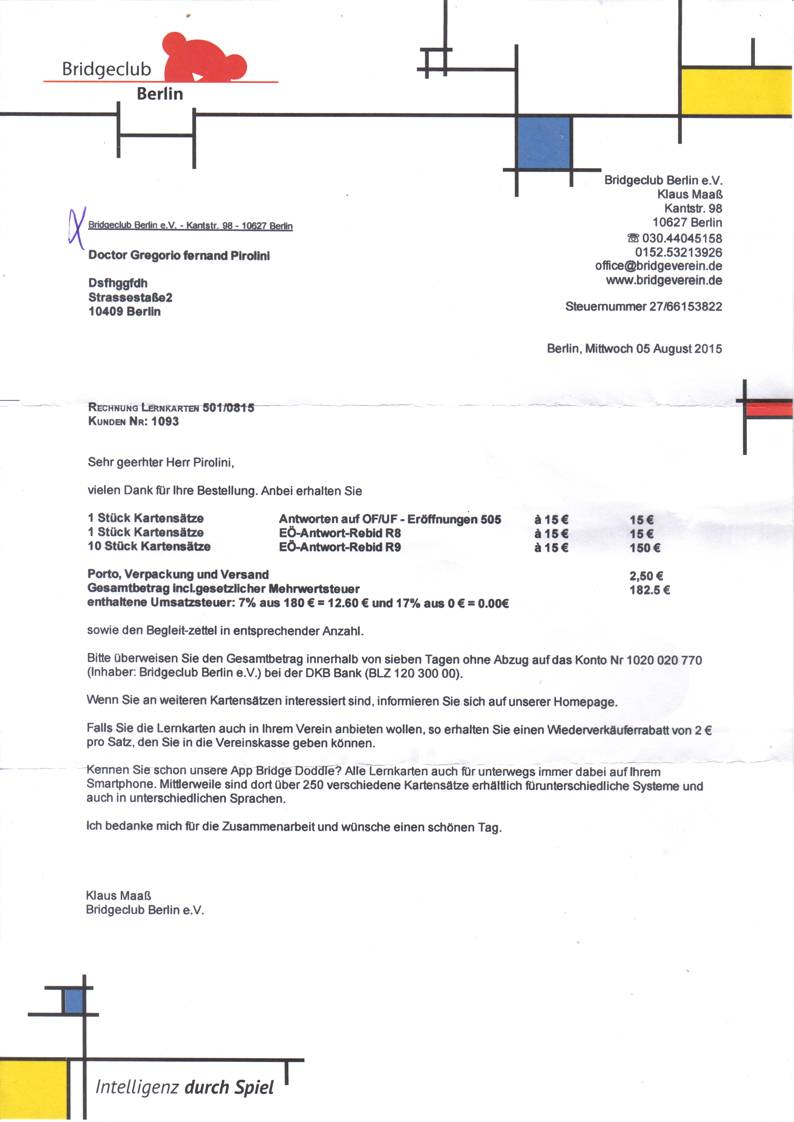 Bridgeclub
Berlin
Bridgeclub Berlin e.V.
Klaus Maaß
Kantstr. 98
10627 Berlin
☏ 030.44045158
0152.53213926
office@bridgeverein.de
www.bridgeverein.de
Steuernummer 27/66153822
Bridgeclub Berlin e.V. - Kantstr. 98 - 10627 Berlin
Doctor Gregorio fernand Pirolini
Dsfhggfdh
Strassestaße2
10409 Berlin
Berlin, Mittwoch 05 August 2015
RECHNUNG LERNKARTEN 501/0815
KUNDEN NR: 1093
Sehr geerhter Herr Pirolini,
vielen Dank für Ihre Bestellung. Anbei erhalten Sie
1 Stück Kartensätze Antworten auf OF/UF - Eröffnungen 505 à 15 € 15 €
1 Stück Kartensätze EÖ-Antwort-Rebid R8 à 15 € 15 €
10 Stück Kartensätze EÖ-Antwort-Rebid R9 à 15 € 150 €
Porto, Verpackung und Versand 2,50 €
Gesamtbetrag incl.gesetzlicher Mehrwertsteuer 182.5 €
enthaltene Umsatzsteuer: 7% aus 180 € = 12.60 € und 17% aus 0 € = 0.00€
sowie den Begleit-zettel in entsprechender Anzahl.
Bitte überweisen Sie den Gesamtbetrag innerhalb von sieben Tagen ohne Abzug auf das Konto Nr 1020 020 770
(Inhaber: Bridgeclub Berlin e.V.) bei der DKB Bank (BLZ 120 300 00).
Wenn Sie an weiteren Kartensätzen interessiert sind, informieren Sie sich auf unserer Homepage.
Falls Sie die Lernkarten auch in Ihrem Verein anbieten wollen, so erhalten Sie einen Wiederverkäuferrabatt von 2 €
pro Satz, den Sie in die Vereinskasse geben können.
Kennen Sie schon unsere App Bridge Doddle? Alle Lernkarten auch für unterwegs immer dabei auf Ihrem
Smartphone. Mittlerweile sind dort über 250 verschiedene Kartensätze erhältlich fürunterschiedliche Systeme und
auch in unterschiedlichen Sprachen.
Ich bedanke mich für die Zusammenarbeit und wünsche einen schönen Tag.
Klaus Maaß
Bridgeclub Berlin e.V.
Intelligenz durch Spiel